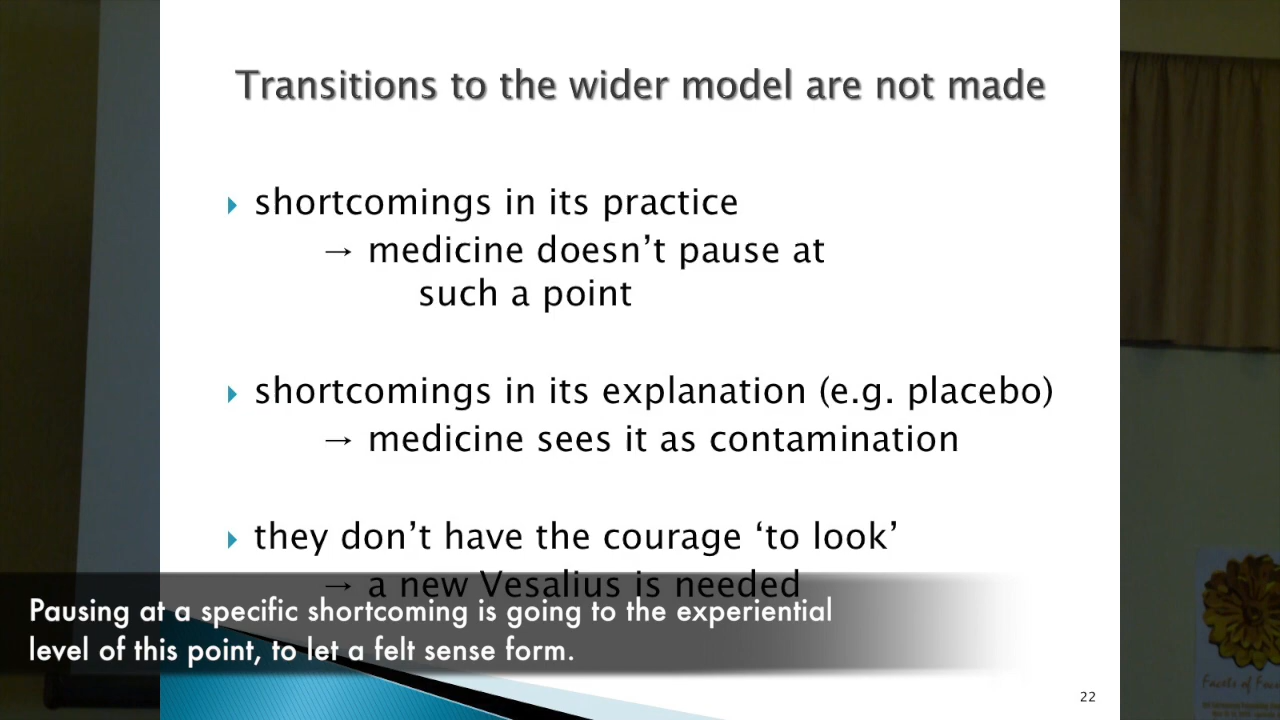 Transitions to the wider model are not made
shortcomings in its practice
→ medicine doesn’t pause at
such a point
shortcomings in its explanation (e.g. placebo)
→ medicine sees it as contamination
they don’t have the courage ‘to look’
→ a new Vesalius is needed
Pausing at a specific shortcoming is going to the experiential
level of this point, to let a felt sense form.
22
Facets of